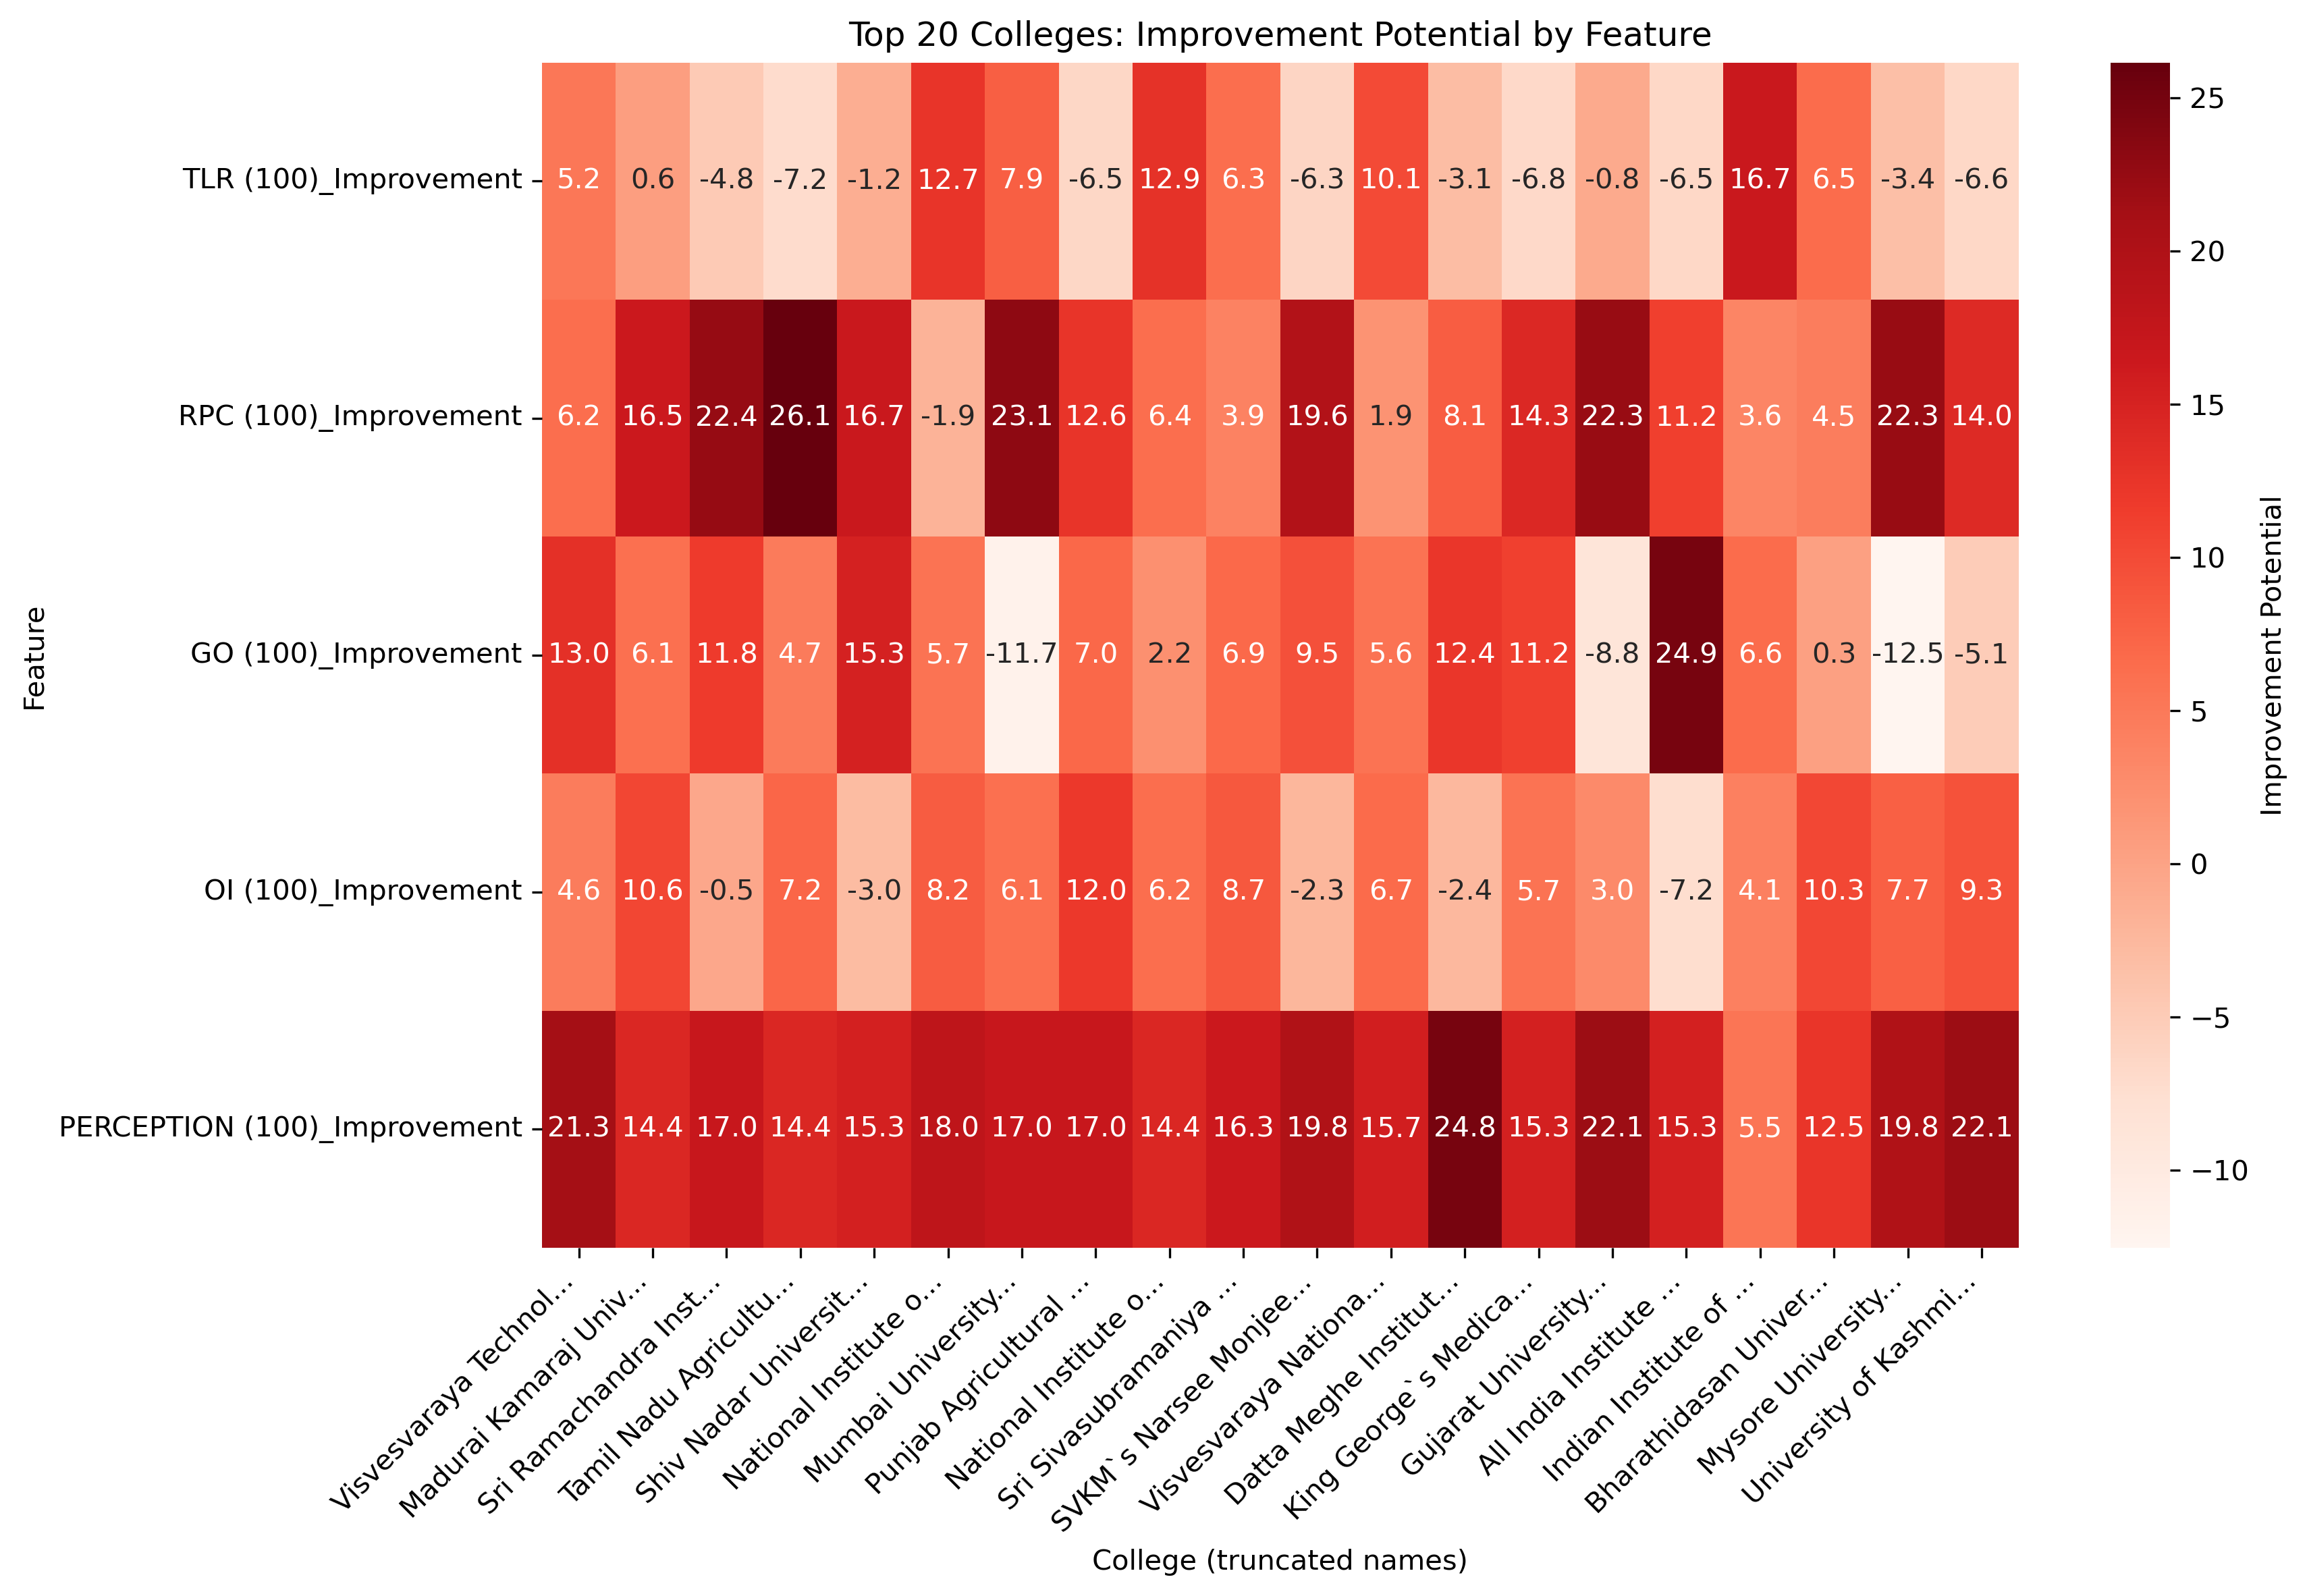 Top 20 Colleges: Improvement Potential by Feature
Feature
TLR (100)_Improvement
5.2 0.6 -4.8 -7.2 -1.2 12.7 7.9 -6.5 12.9 6.3 -6.3 10.1 -3.1 -6.8 -0.8 -6.5 16.7 6.5 -3.4 -6.6
RPC (100)_Improvement
6.2 16.5 22.4 26.1 16.7 -1.9 23.1 12.6 6.4 3.9 19.6 1.9 8.1 14.3 22.3 11.2 3.6 4.5 22.3 14.0
GO (100)_Improvement
13.0 6.1 11.8 4.7 15.3 5.7 -11.7 7.0 2.2 6.9 9.5 5.6 12.4 11.2 -8.8 24.9 6.6 0.3 -12.5 -5.1
OI (100)_Improvement
4.6 10.6 -0.5 7.2 -3.0 8.2 6.1 12.0 6.2 8.7 -2.3 6.7 -2.4 5.7 3.0 -7.2 4.1 10.3 7.7 9.3
PERCEPTION (100)_Improvement
21.3 14.4 17.0 14.4 15.3 18.0 17.0 17.0 14.4 16.3 19.8 15.7 24.8 15.3 22.1 15.3 5.5 12.5 19.8 22.1
Visvesvaraya Technol...
Madurai Kamaraj Univ...
Sri Ramachandra Inst...
Tamil Nadu Agricultu...
Shiv Nadar Universit...
National Institute o...
Mumbai University...
Punjab Agricultural ...
National Institute o...
Sri Sivasubramaniya ...
SVKM`s Narsee Monjee...
Visvesvaraya Nationa...
Datta Meghe Institut...
King George`s Medica...
Gujarat University...
All India Institute ...
Indian Institute of ...
Bharathidasan Univer...
Mysore University...
University of Kashmi...
College (truncated names)
25
20
15
10
5
0
−5
−10
Improvement Potential